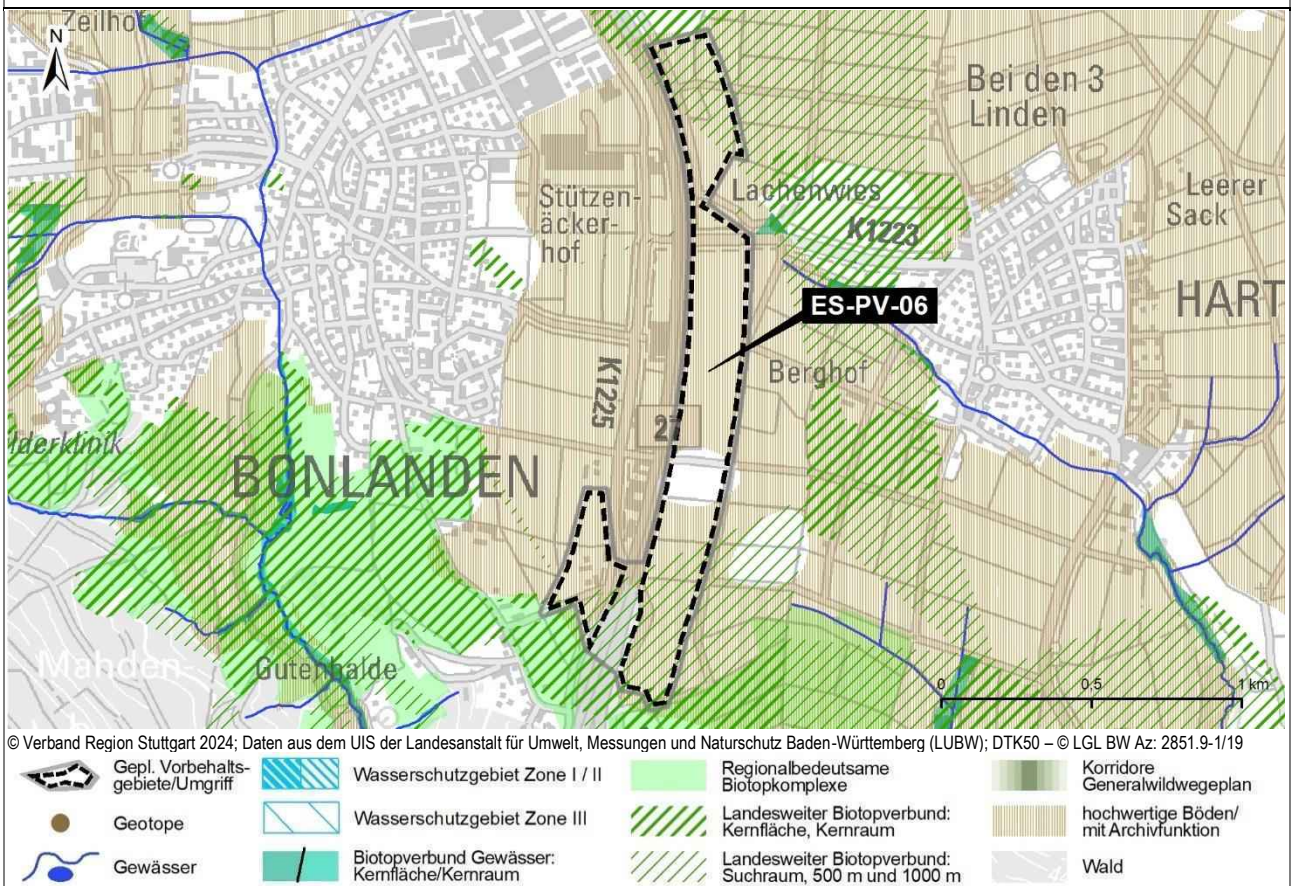 Zeilhof
N
Bei den 3
Linden
Stützen-
äcker-
hof
Lachenwies
Leerer
Sack
K1223
HART
ES-PV-06
Berghof
K1225
27
lderklinik
BONLANDEN
Mahden-
Gutenhalde
0 0,5 1 km
© Verband Region Stuttgart 2024; Daten aus dem UIS der Landesanstalt für Umwelt, Messungen und Naturschutz Baden-Württemberg (LUBW); DTK50 – © LGL BW Az: 2851.9-1/19
Gepl. Vorbehalts-
gebiete/Umgriff
Geotope
Gewässer
Wasserschutzgebiet Zone I / II
Wasserschutzgebiet Zone III
Biotopverbund Gewässer:
Kernfläche/Kernraum
Regionalbedeutsame
Biotopkomplexe
Landesweiter Biotopverbund:
Kernfläche, Kernraum
Landesweiter Biotopverbund:
Suchraum, 500 m und 1000 m
Korridore
Generalwildwegeplan
hochwertige Böden/
mit Archivfunktion
Wald